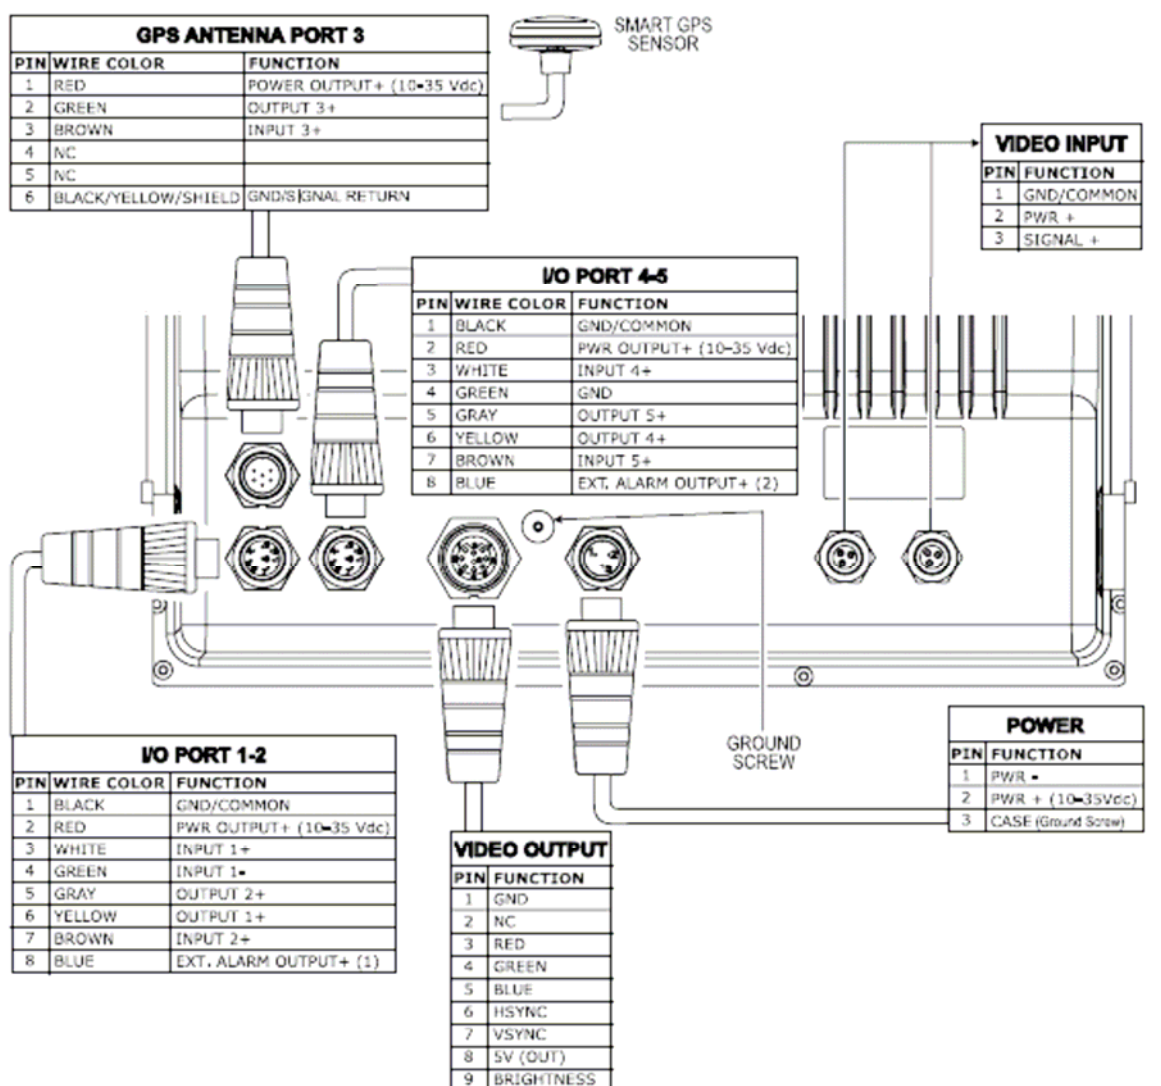 GPS ANTENNA PORT 3
PIN WIRE COLOR FUNCTION
1 RED POWER OUTPUT+ (10-35 Vdc)
2 GREEN OUTPUT 3+
3 BROWN INPUT 3+
4 NC
5 NC
6 BLACK/YELLOW/SHIELD GND/SIGNAL RETURN
SMART GPS
SENSOR
VIDEO INPUT
PIN FUNCTION
1 GND/COMMON
2 PWR +
3 SIGNAL +
I/O PORT 4-5
PIN WIRE COLOR FUNCTION
1 BLACK GND/COMMON
2 RED PWR OUTPUT+ (10-35 Vdc)
3 WHITE INPUT 4+
4 GREEN GND
5 GRAY OUTPUT 5+
6 YELLOW OUTPUT 4+
7 BROWN INPUT 5+
8 BLUE EXT. ALARM OUTPUT+ (2)
GROUND
SCREW
POWER
PIN FUNCTION
1 PWR -
2 PWR + (10-35Vdc)
3 CASE (Ground Screw)
I/O PORT 1-2
PIN WIRE COLOR FUNCTION
1 BLACK GND/COMMON
2 RED PWR OUTPUT+ (10-35 Vdc)
3 WHITE INPUT 1+
4 GREEN INPUT 1-
5 GRAY OUTPUT 2+
6 YELLOW OUTPUT 1+
7 BROWN INPUT 2+
8 BLUE EXT. ALARM OUTPUT+ (1)
VIDEO OUTPUT
PIN FUNCTION
1 GND
2 NC
3 RED
4 GREEN
5 BLUE
6 HSYNC
7 VSYNC
8 5V (OUT)
9 BRIGHTNESS